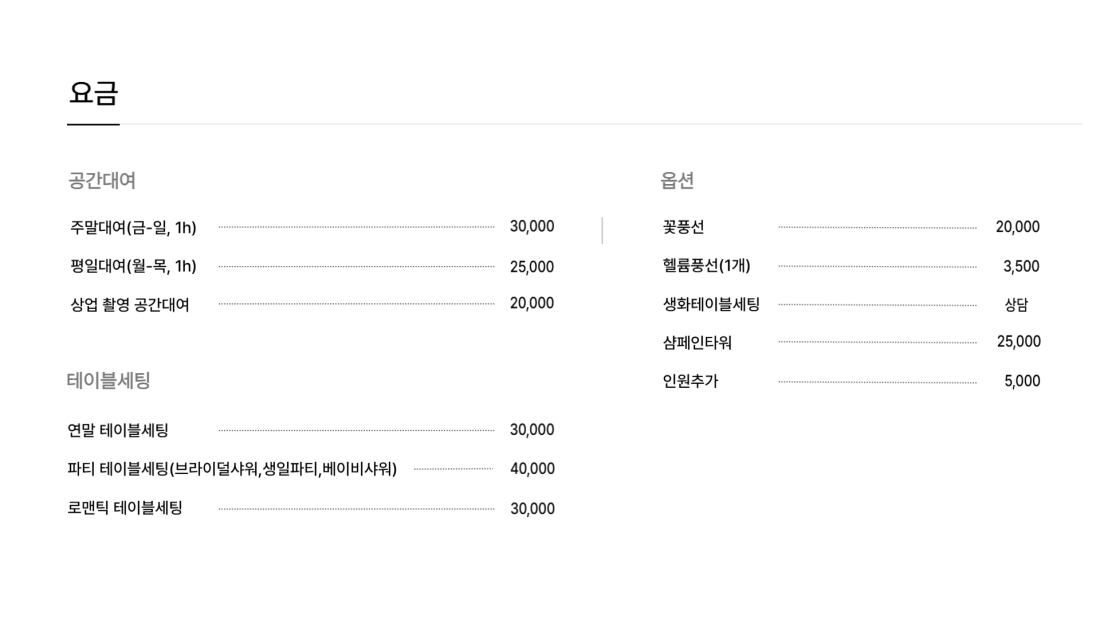 요금
공간대여
주말대여(금-일, 1h) 30,000
평일대여(월-목, 1h) 25,000
상업 촬영 공간대여 20,000
테이블세팅
연말 테이블세팅 30,000
파티 테이블세팅(브라이덜샤워,생일파티,베이비샤워) 40,000
로맨틱 테이블세팅 30,000
옵션
꽃풍선 20,000
헬륨풍선(1개) 3,500
생화테이블세팅 상담
샴페인타워 25,000
인원추가 5,000